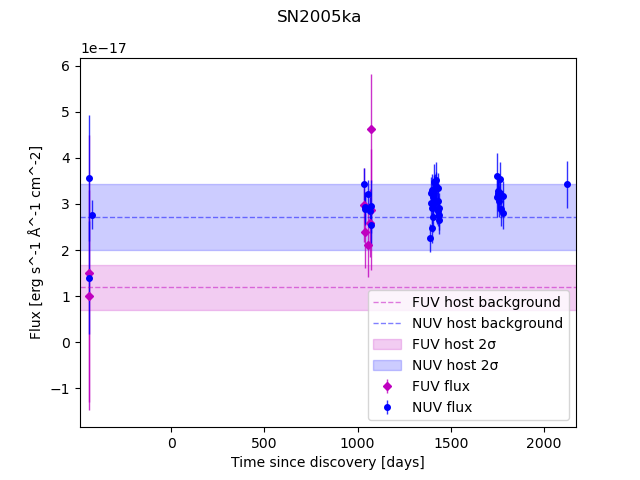 SN2005ka
1e−17
6
5
4
3
2
1
0
−1
Flux [erg s^-1 Å^-1 cm^-2]
FUV host background
NUV host background
FUV host 2σ
NUV host 2σ
FUV flux
NUV flux
0
500
1000
1500
2000
Time since discovery [days]